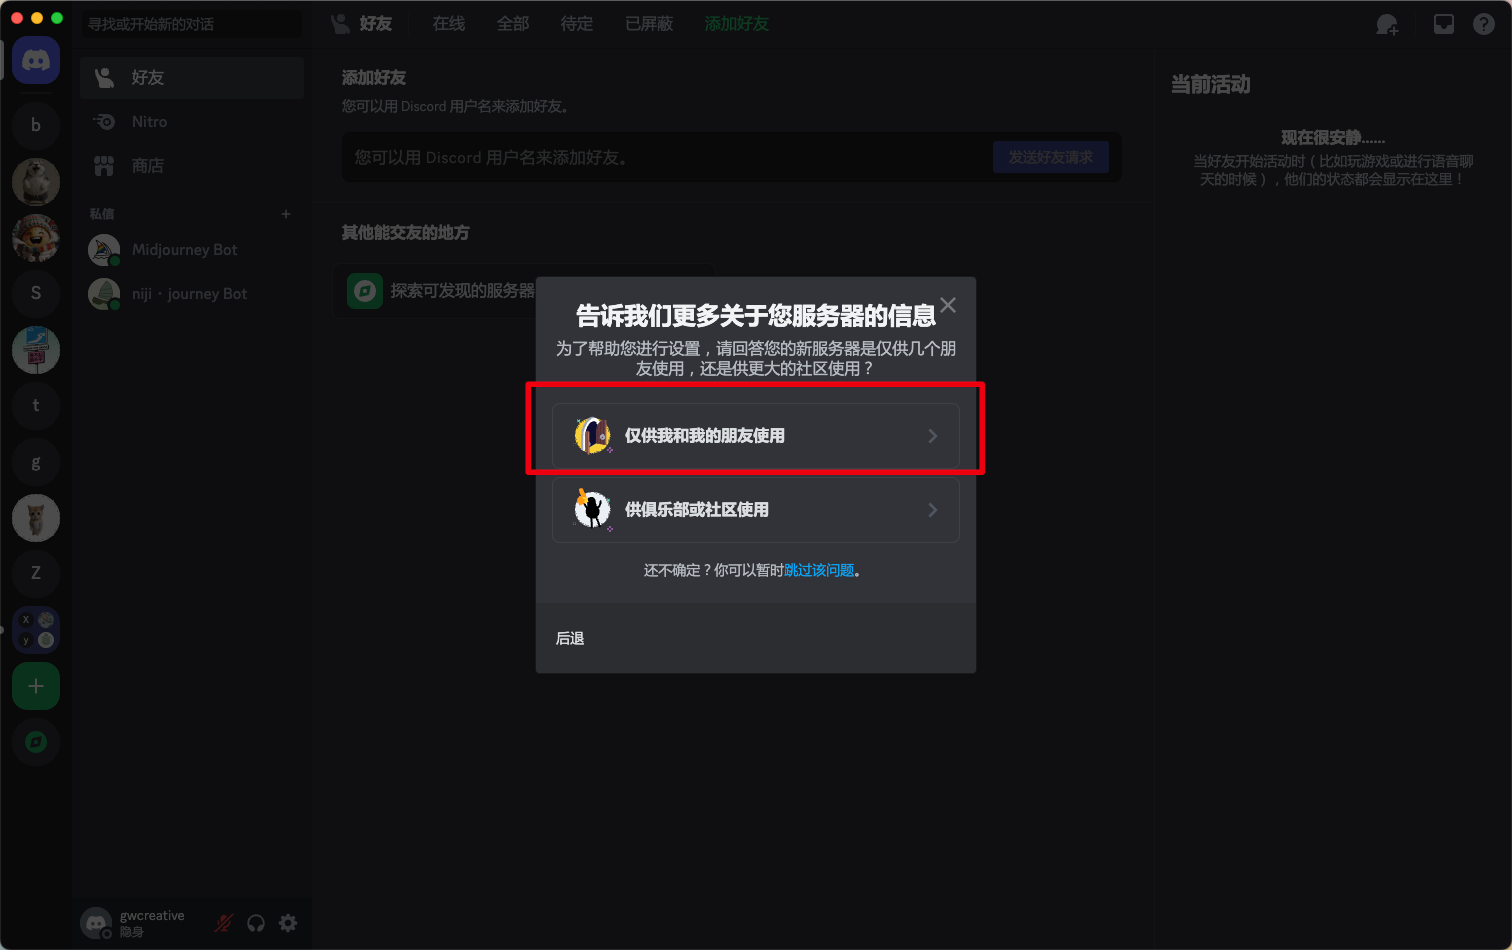 寻找或开始新的对话
好友
在线
全部
待定
已屏蔽
添加好友
好友
Nitro
商店
私信
Midjourney Bot
niji・journey Bot
b
S
t
g
Z
X
y
添加好友
您可以用 Discord 用户名来添加好友。
您可以用 Discord 用户名来添加好友。
发送好友请求
其他能交友的地方
探索可发现的服务器
当前活动
现在很安静......
当好友开始活动时（比如玩游戏或进行语音聊
天的时候），他们的状态都会显示在这里！
告诉我们更多关于您服务器的信息
为了帮助您进行设置，请回答您的新服务器是仅供几个朋
友使用，还是供更大的社区使用？
仅供我和我的朋友使用
供俱乐部或社区使用
还不确定？你可以暂时跳过该问题。
后退
gwcreative
隐身